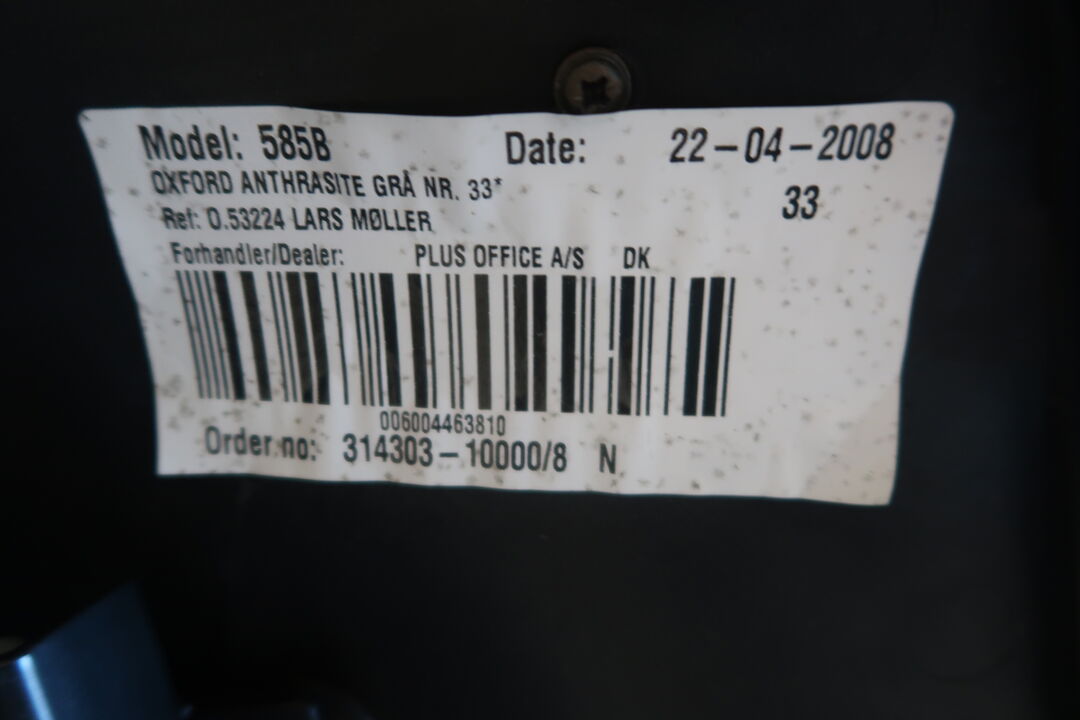 Model: 585B Date: 22-04-2008
OXFORD ANTHRASITE GRÅ NR. 33* 33
Ref: O.53224 LARS MØLLER
Forhandler/Dealer: PLUS OFFICE A/S DK
006004463810
Order no: 314303-10000/8 N